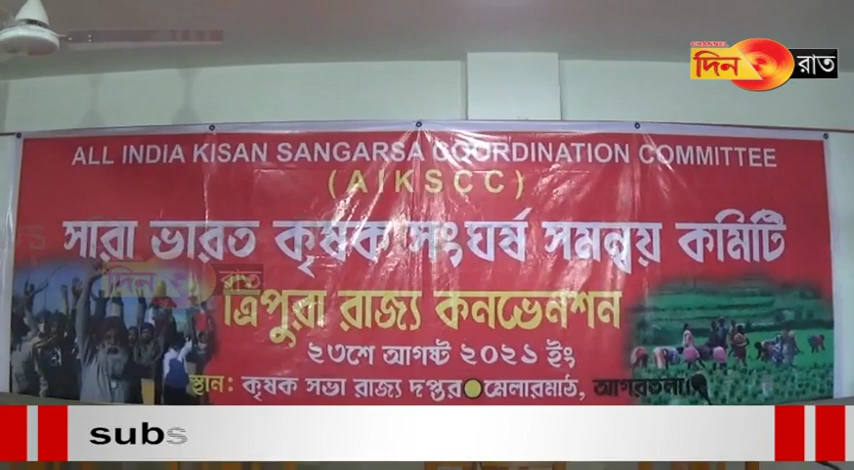 CHANNEL
দিন রাত
ALL INDIA KISAN SANGARSA COORDINATION COMMITTEE
(AIKSCC)
সারা ভারত কৃষক সংঘর্ষ সমন্বয় কমিটি
দিন রাত
ত্রিপুরা রাজ্য কনভেনশন
২৩শে আগষ্ট ২০২১ ইং
স্থান: কৃষক সভা রাজ্য দপ্তর মেলারমাঠ, আগরতলা।
subs